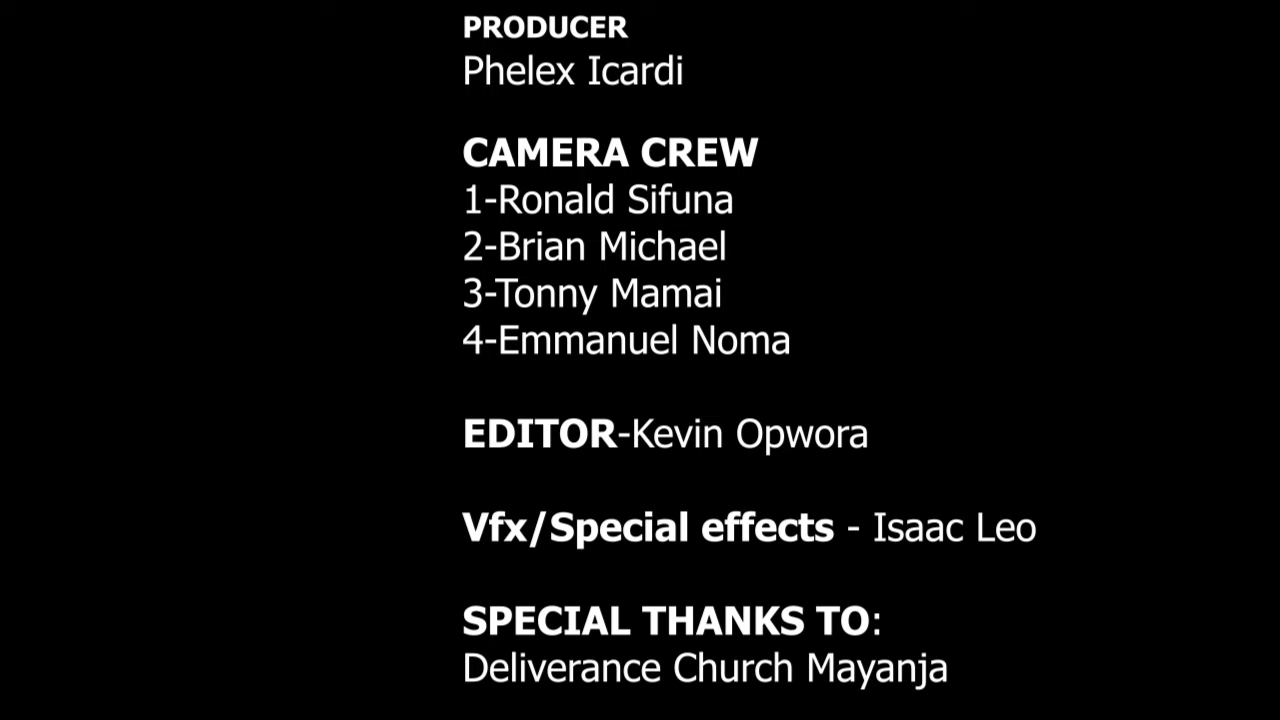 PRODUCER
Phelex Icardi
CAMERA CREW
1-Ronald Sifuna
2-Brian Michael
3-Tonny Mamai
4-Emmanuel Noma
EDITOR-Kevin Opwora
Vfx/Special effects - Isaac Leo
SPECIAL THANKS TO:
Deliverance Church Mayanja